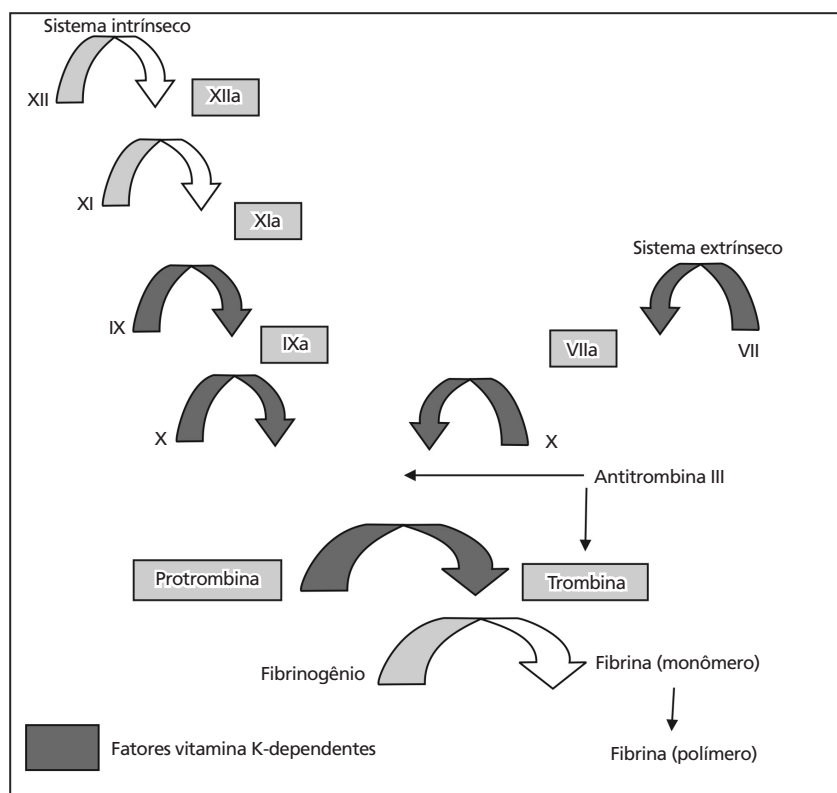 Sistema intrínseco
XII
XIIa
XI
XIa
Sistema extrínseco
IX
IXa
VIIa
VII
X
X
Antitrombina III
Protrombina
Trombina
Fibrinogênio
Fibrina (monômero)
Fatores vitamina K-dependentes
Fibrina (polímero)